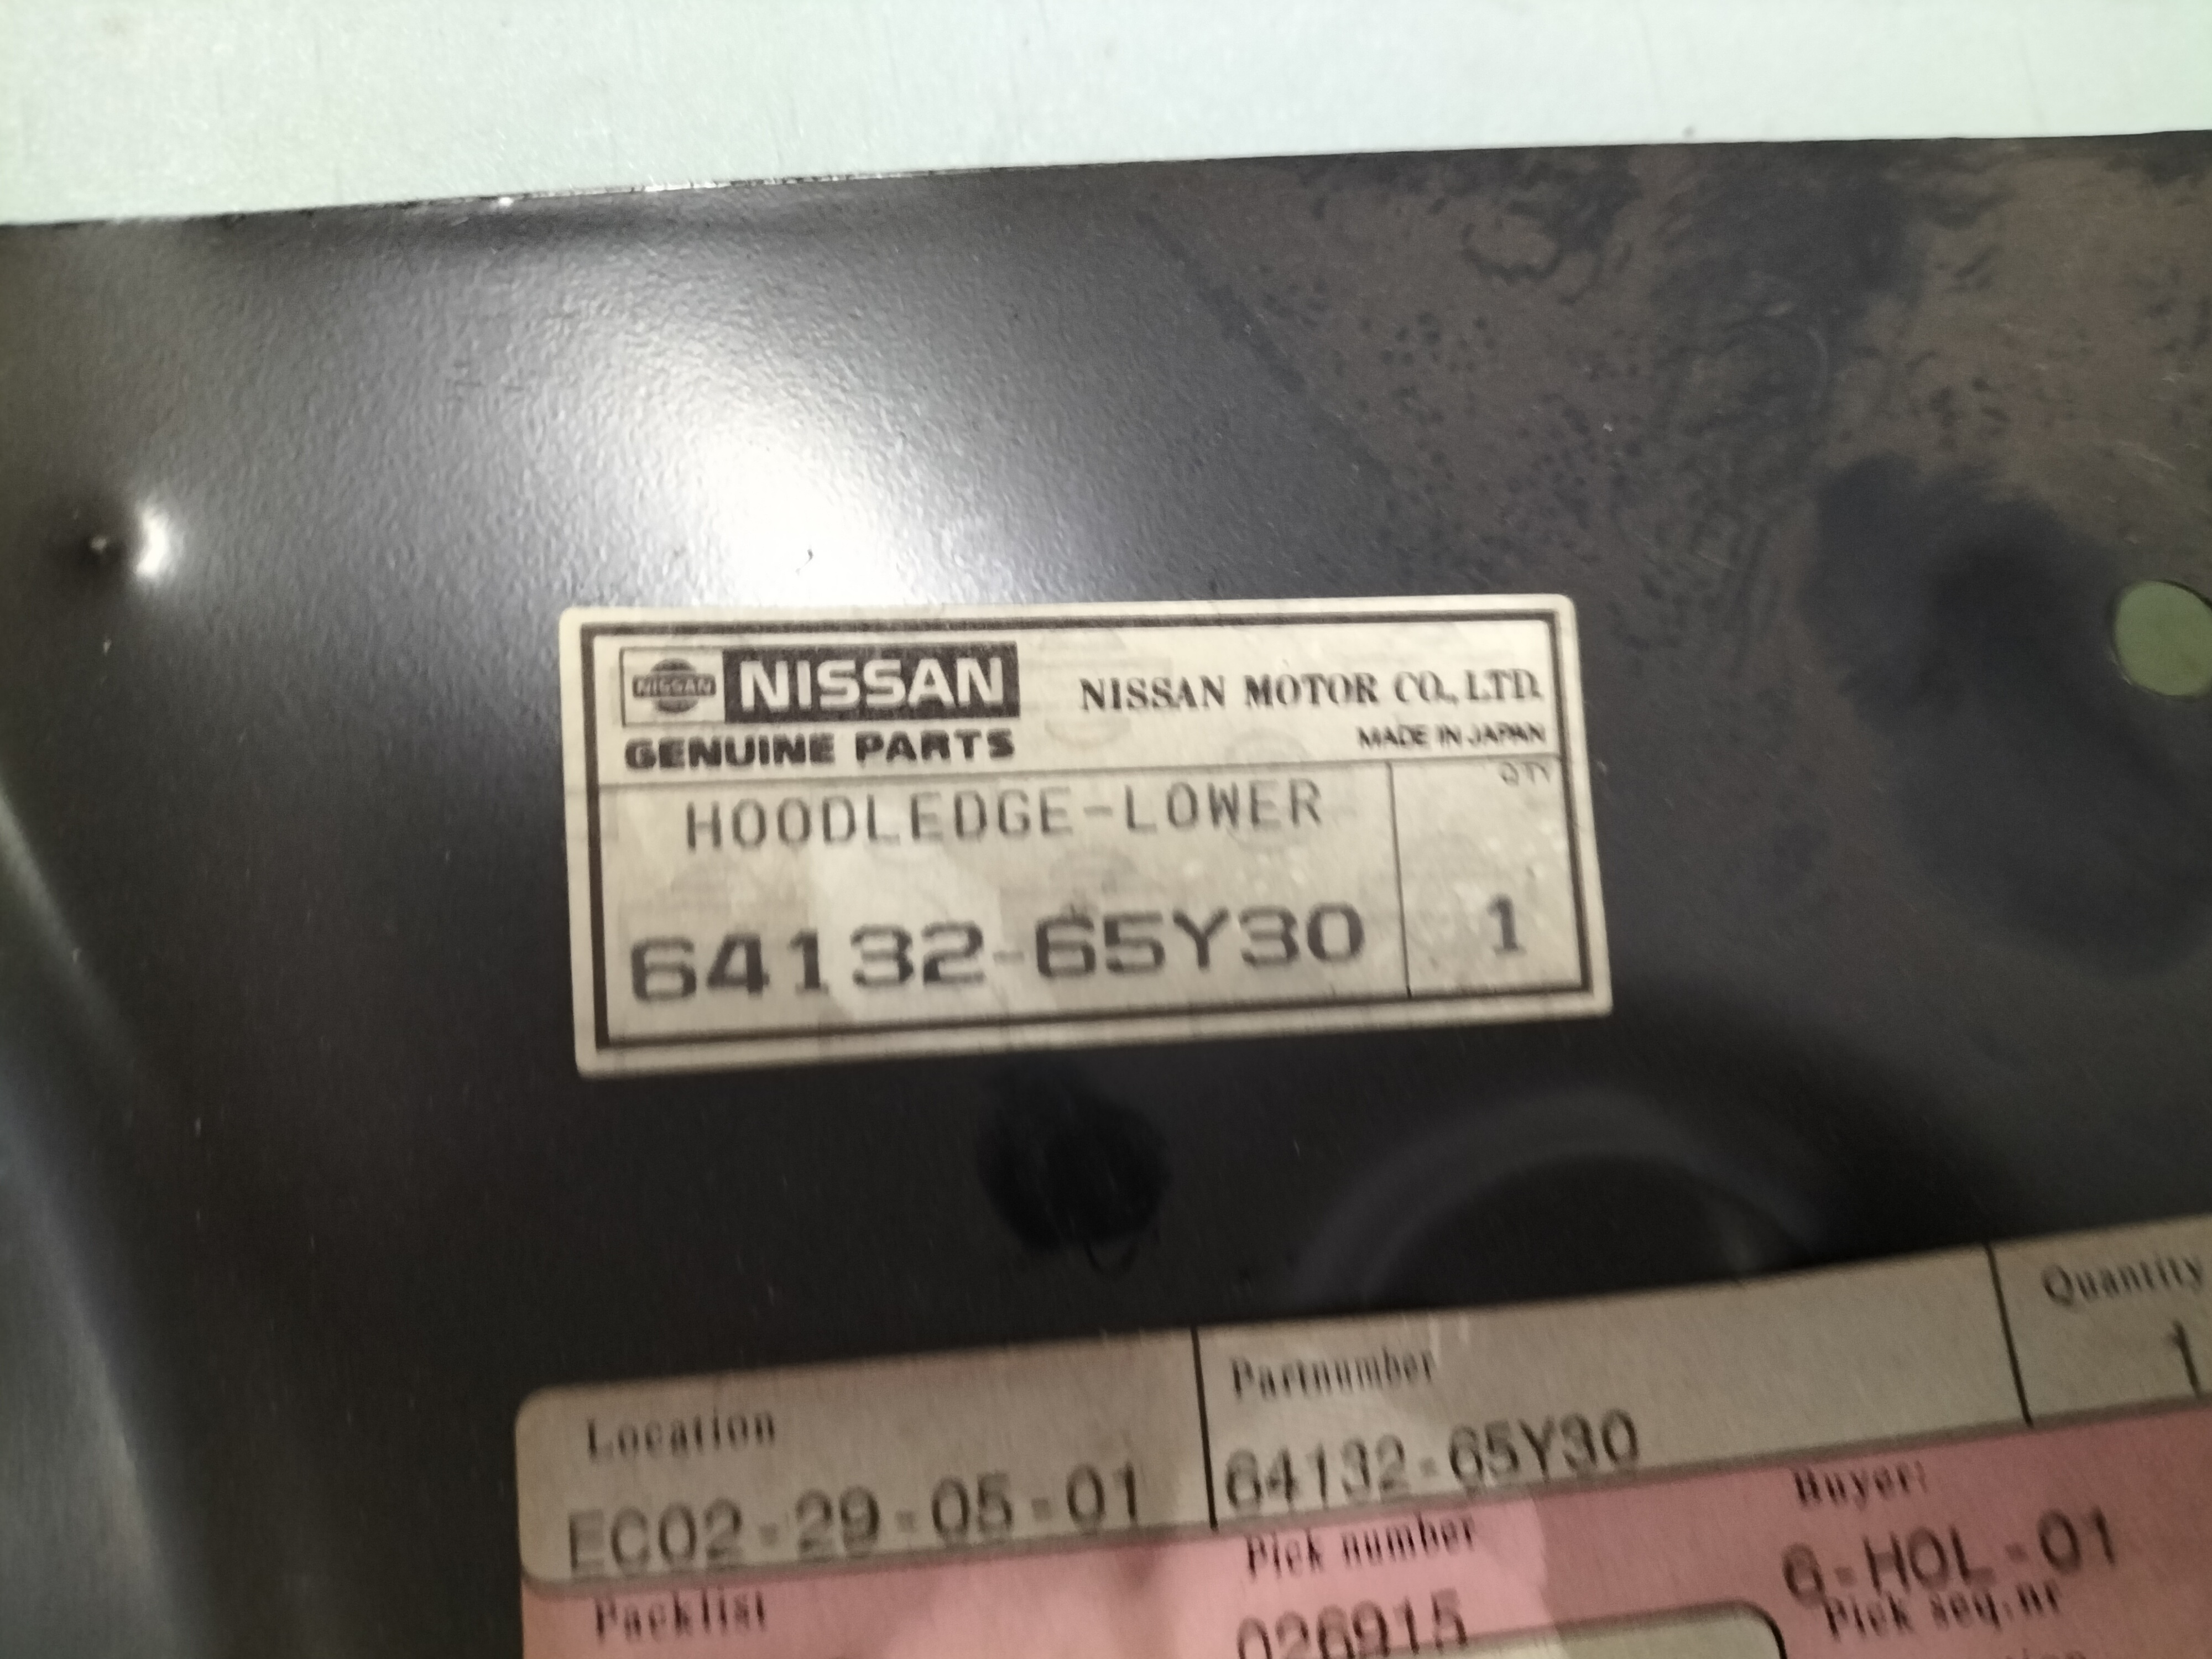 NISSAN NISSAN
NISSAN MOTOR CO., LTD.
GENUINE PARTS
MADE IN JAPAN
QTY
HOODLEDGE-LOWER
64132-65Y30
1
Location
Partnumber
Quantity
EC02-29-05-01
64132-65Y30
1
Packlist
Pick number
Buyer:
026915
6-HOL-01
Pick seq.nr